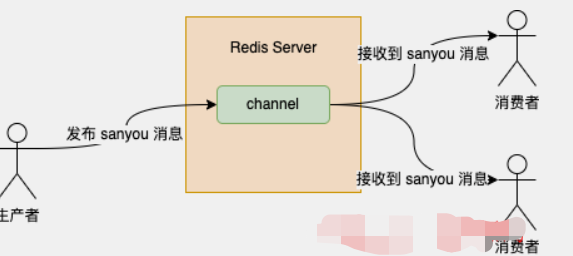 Redis Server
接收到 sanyou 消息
channel
消费者
发布 sanyou 消息
接收到 sanyou 消息
生产者
消费者